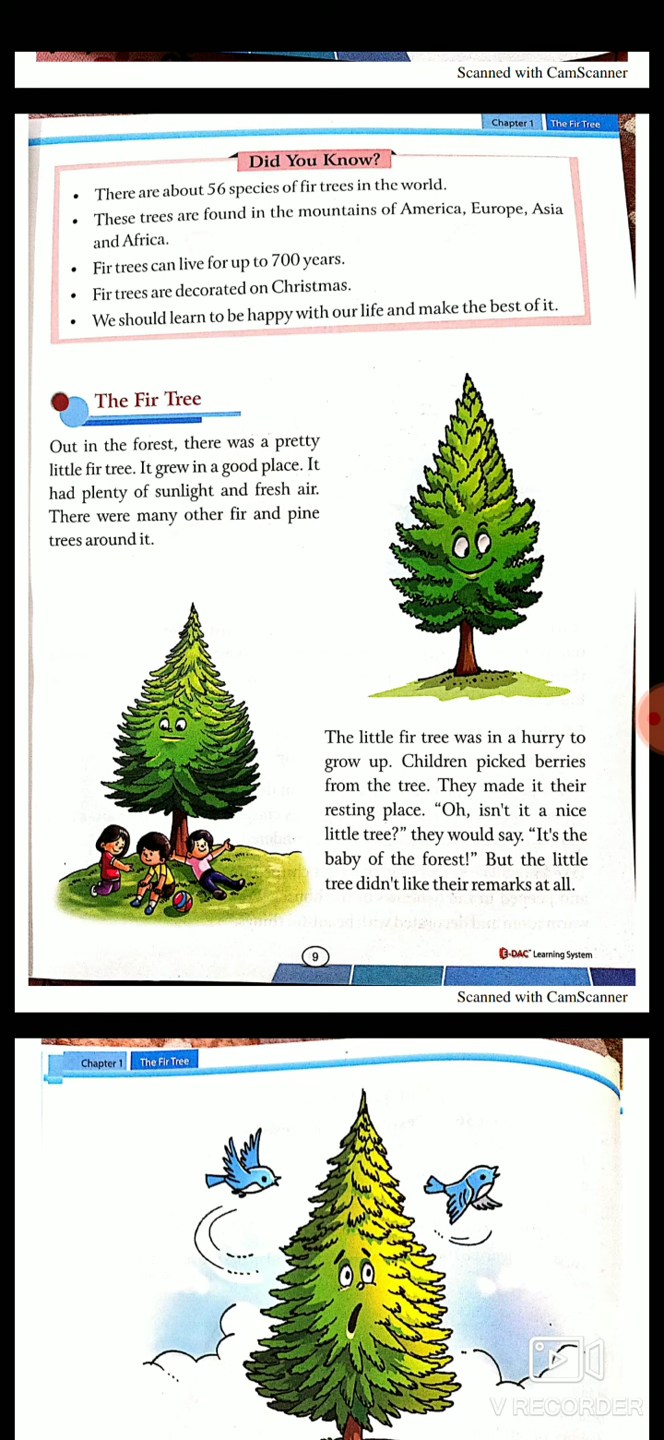 Scanned with CamScanner
Chapter 1 The Fir Tree
Did You Know?
• There are about 56 species of fir trees in the world.
• These trees are found in the mountains of America, Europe, Asia
and Africa.
• Fir trees can live for up to 700 years.
• Fir trees are decorated on Christmas.
• We should learn to be happy with our life and make the best of it.
The Fir Tree
Out in the forest, there was a pretty
little fir tree. It grew in a good place. It
had plenty of sunlight and fresh air.
There were many other fir and pine
trees around it.
The little fir tree was in a hurry to
grow up. Children picked berries
from the tree. They made it their
resting place. “Oh, isn't it a nice
little tree?” they would say. “It's the
baby of the forest!” But the little
tree didn't like their remarks at all.
9
E-DAC Learning System
Scanned with CamScanner
Chapter 1 The Fir Tree
V RECORDER